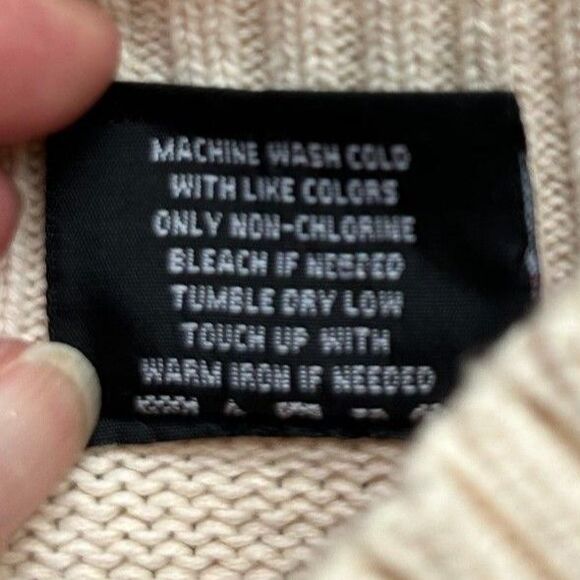 MACHINE WASH COLD
WITH LIKE COLORS
ONLY NON-CHLORINE
BLEACH IF NEEDED
TUMBLE DRY LOW
TOUCH UP WITH
WARM IRON IF NEEDED